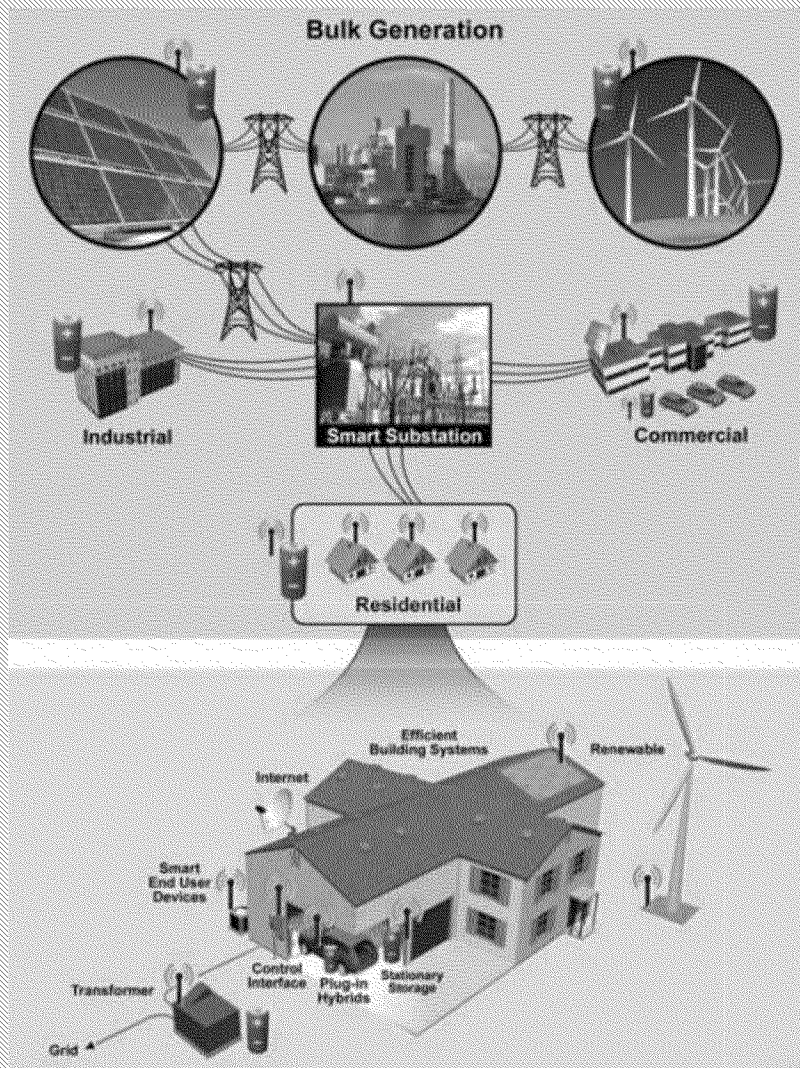 Bulk Generation
Industrial
Smart Substation
Commercial
Residential
Efficient
Building Systems
Renewable
Internet
Smart
End User
Devices
Control
Interface
Plug-in
Hybrids
Stationary
Storage
Transformer
Grid